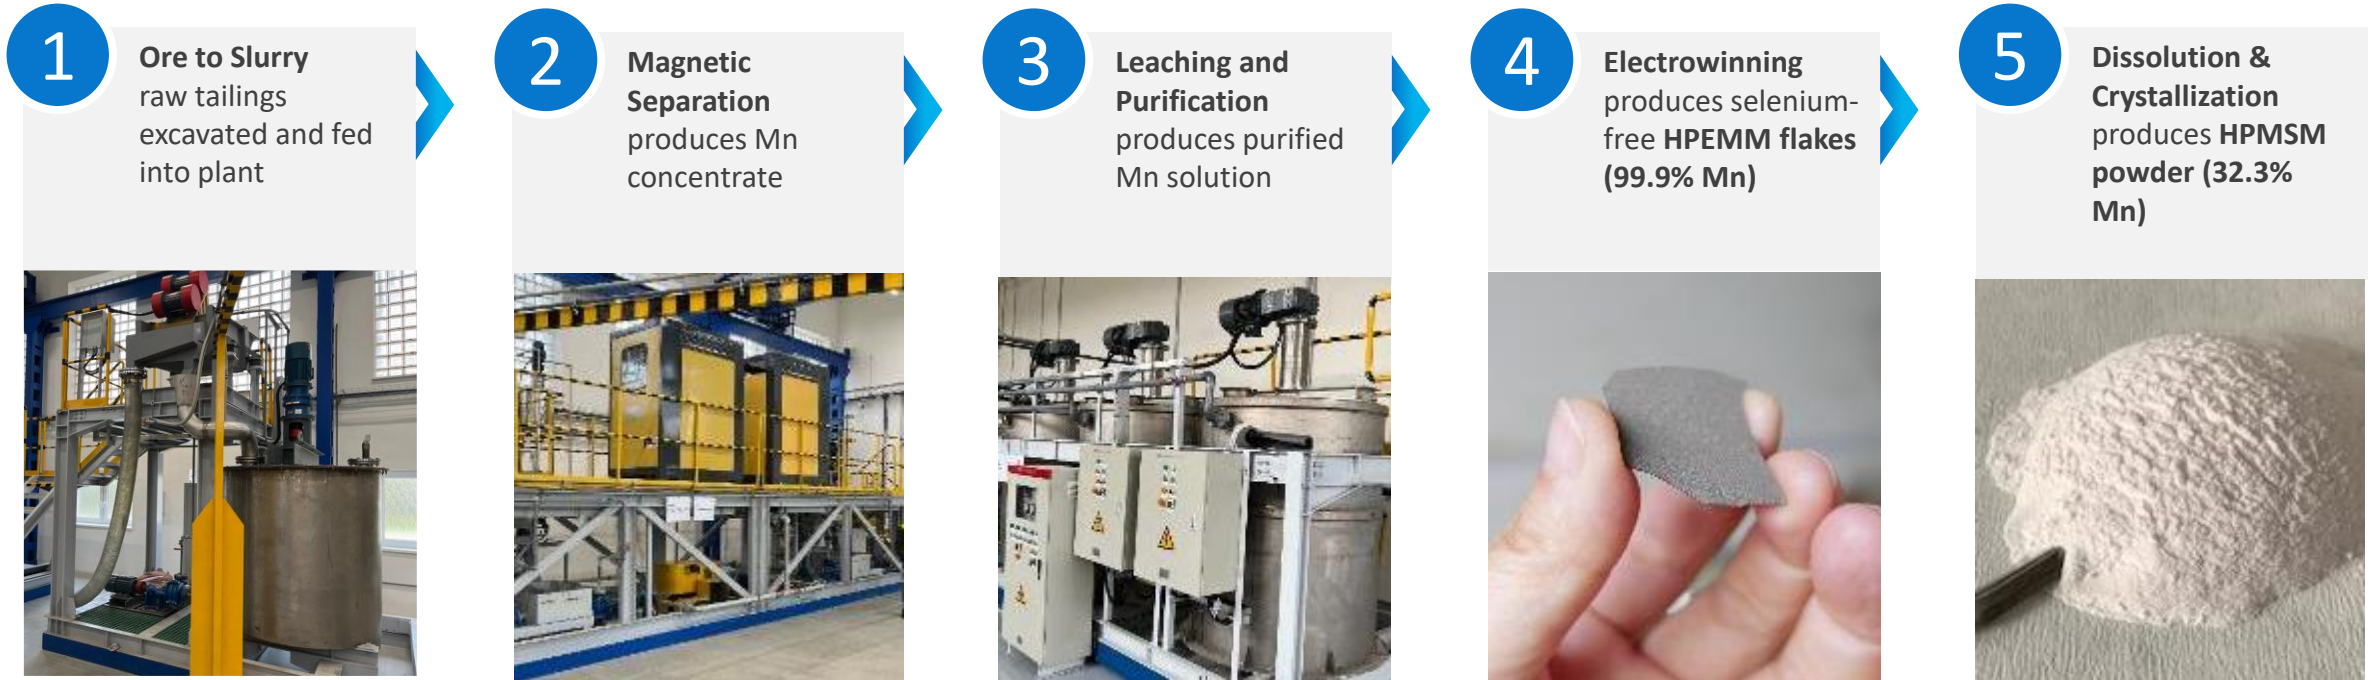 1
Ore to Slurry
raw tailings
excavated and fed
into plant
2
Magnetic
Separation
produces Mn
concentrate
3
Leaching and
Purification
produces purified
Mn solution
4
Electrowinning
produces selenium-
free HPEMM flakes
(99.9% Mn)
5
Dissolution &
Crystallization
produces HPMSM
powder (32.3%
Mn)